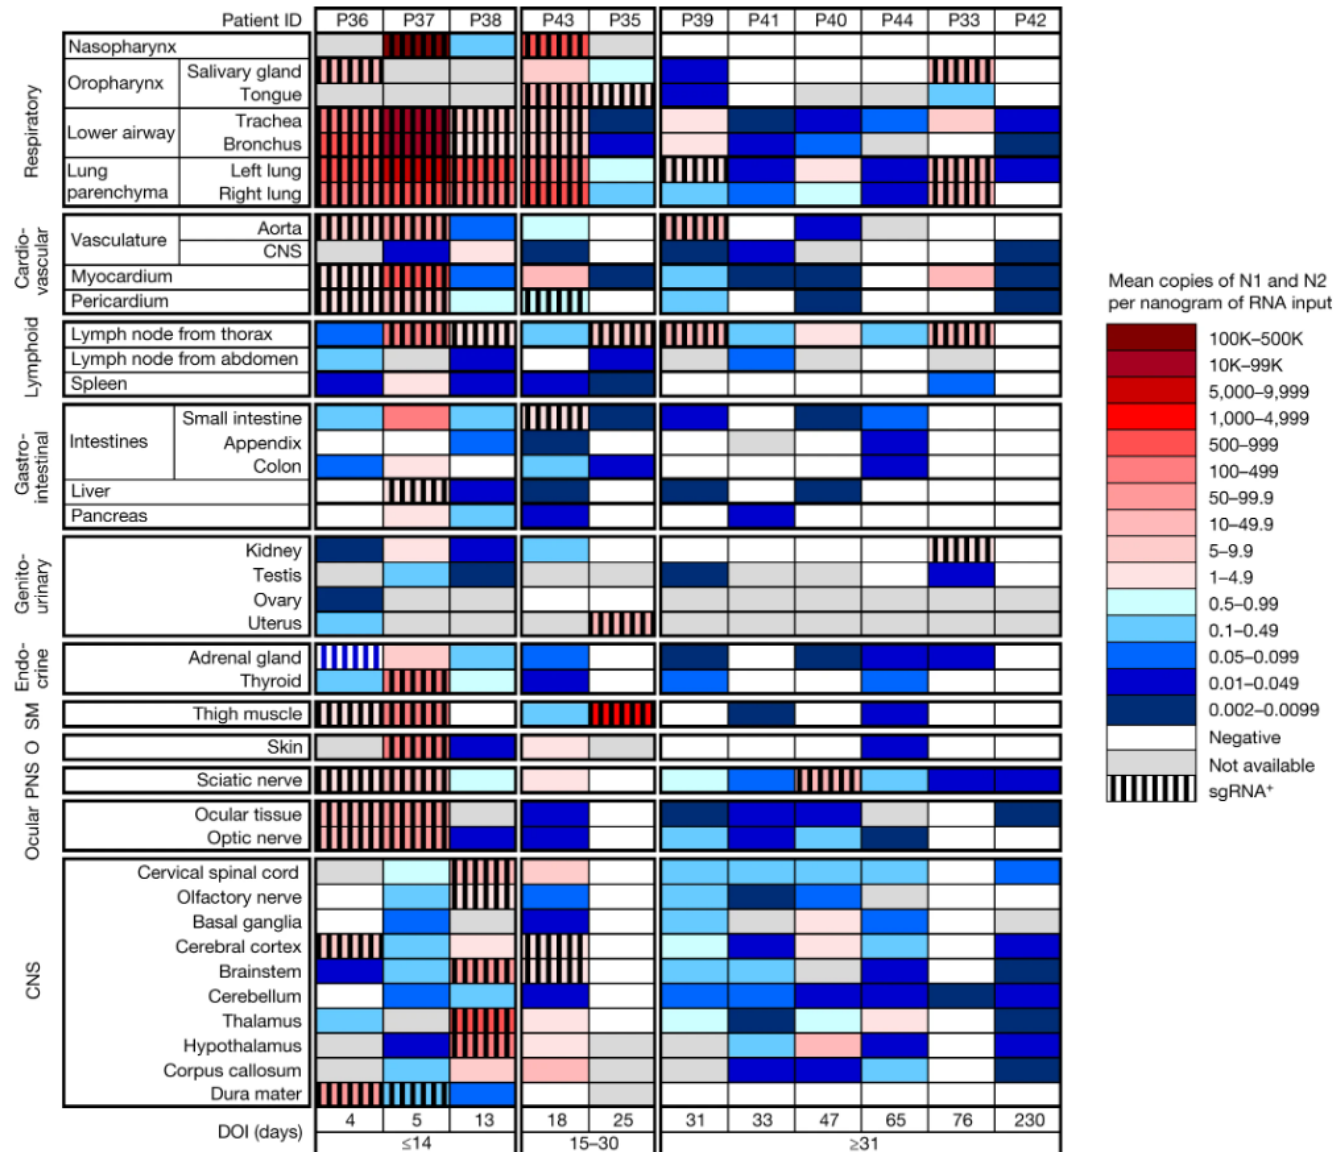 Patient ID P36 P37 P38 P43 P35 P39 P41 P40 P44 P33 P42
Respiratory
Nasopharynx
Oropharynx
Salivary gland
Tongue
Lower airway
Trachea
Bronchus
Lung
parenchyma
Left lung
Right lung
Cardio-
vascular
Vasculature
Aorta
CNS
Myocardium
Pericardium
Lymphoid
Lymph node from thorax
Lymph node from abdomen
Spleen
Gastro-
intestinal
Intestines
Small intestine
Appendix
Colon
Liver
Pancreas
Genito-
urinary
Kidney
Testis
Ovary
Uterus
Endo-
crine
Adrenal gland
Thyroid
SM
Thigh muscle
O
Skin
PNS
Sciatic nerve
Ocular
Ocular tissue
Optic nerve
CNS
Cervical spinal cord
Olfactory nerve
Basal ganglia
Cerebral cortex
Brainstem
Cerebellum
Thalamus
Hypothalamus
Corpus callosum
Dura mater
DOI (days)
4 5 13 18 25 31 33 47 65 76 230
≤14 15–30 ≥31
Mean copies of N1 and N2
per nanogram of RNA input
100K–500K
10K–99K
5,000–9,999
1,000–4,999
500–999
100–499
50–99.9
10–49.9
5–9.9
1–4.9
0.5–0.99
0.1–0.49
0.05–0.099
0.01–0.049
0.002–0.0099
Negative
Not available
sgRNA⁺